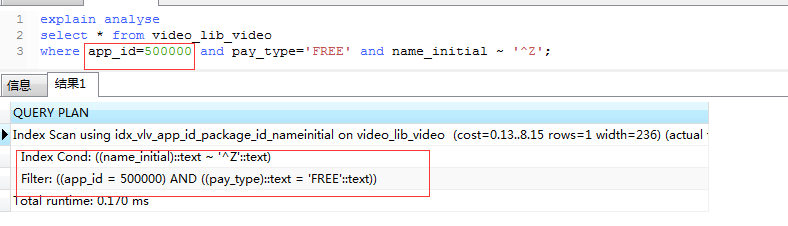 1 explain analyse
2 select * from video_lib_video
3 where app_id=500000 and pay_type='FREE' and name_initial ~ '^Z';
信息 结果1
QUERY PLAN
Index Scan using idx_vlv_app_id_package_id_nameinitial on video_lib_video (cost=0.13..8.15 rows=1 width=236) (actual
Index Cond: ((name_initial)::text ~ '^Z'::text)
Filter: ((app_id = 500000) AND ((pay_type)::text = 'FREE'::text))
Total runtime: 0.170 ms